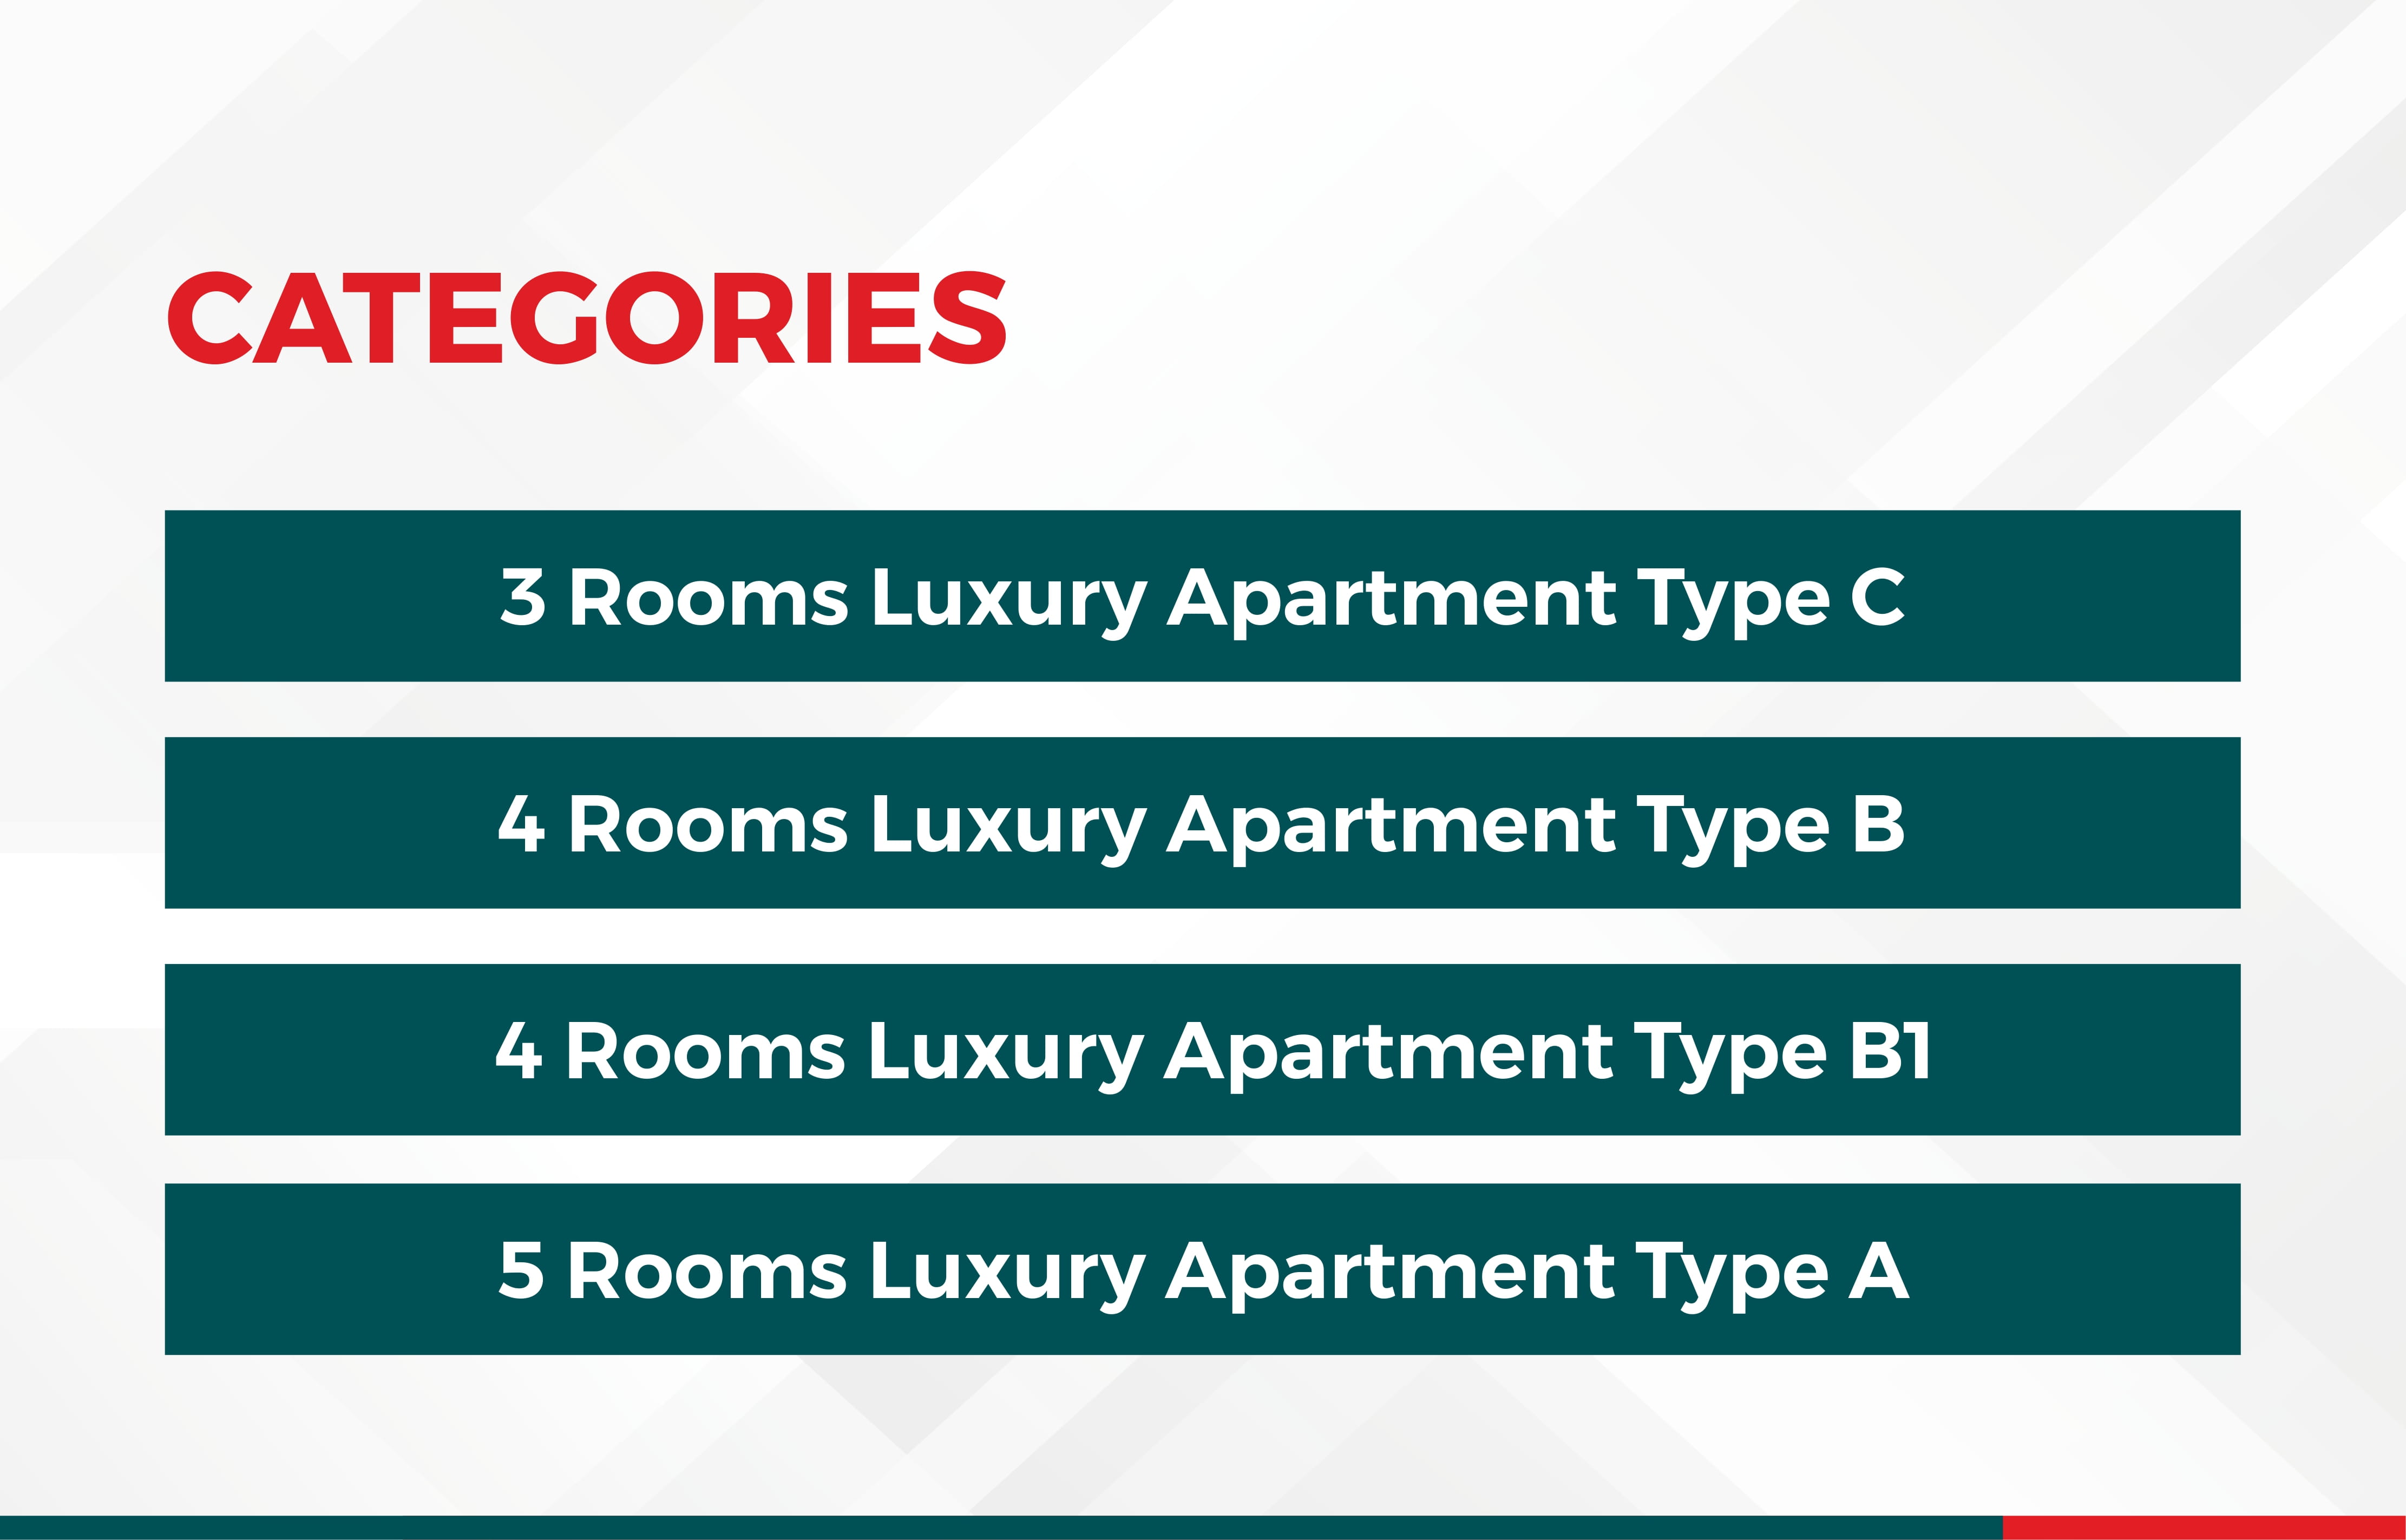 CATEGORIES
3 Rooms Luxury Apartment Type C
4 Rooms Luxury Apartment Type B
4 Rooms Luxury Apartment Type B1
5 Rooms Luxury Apartment Type A